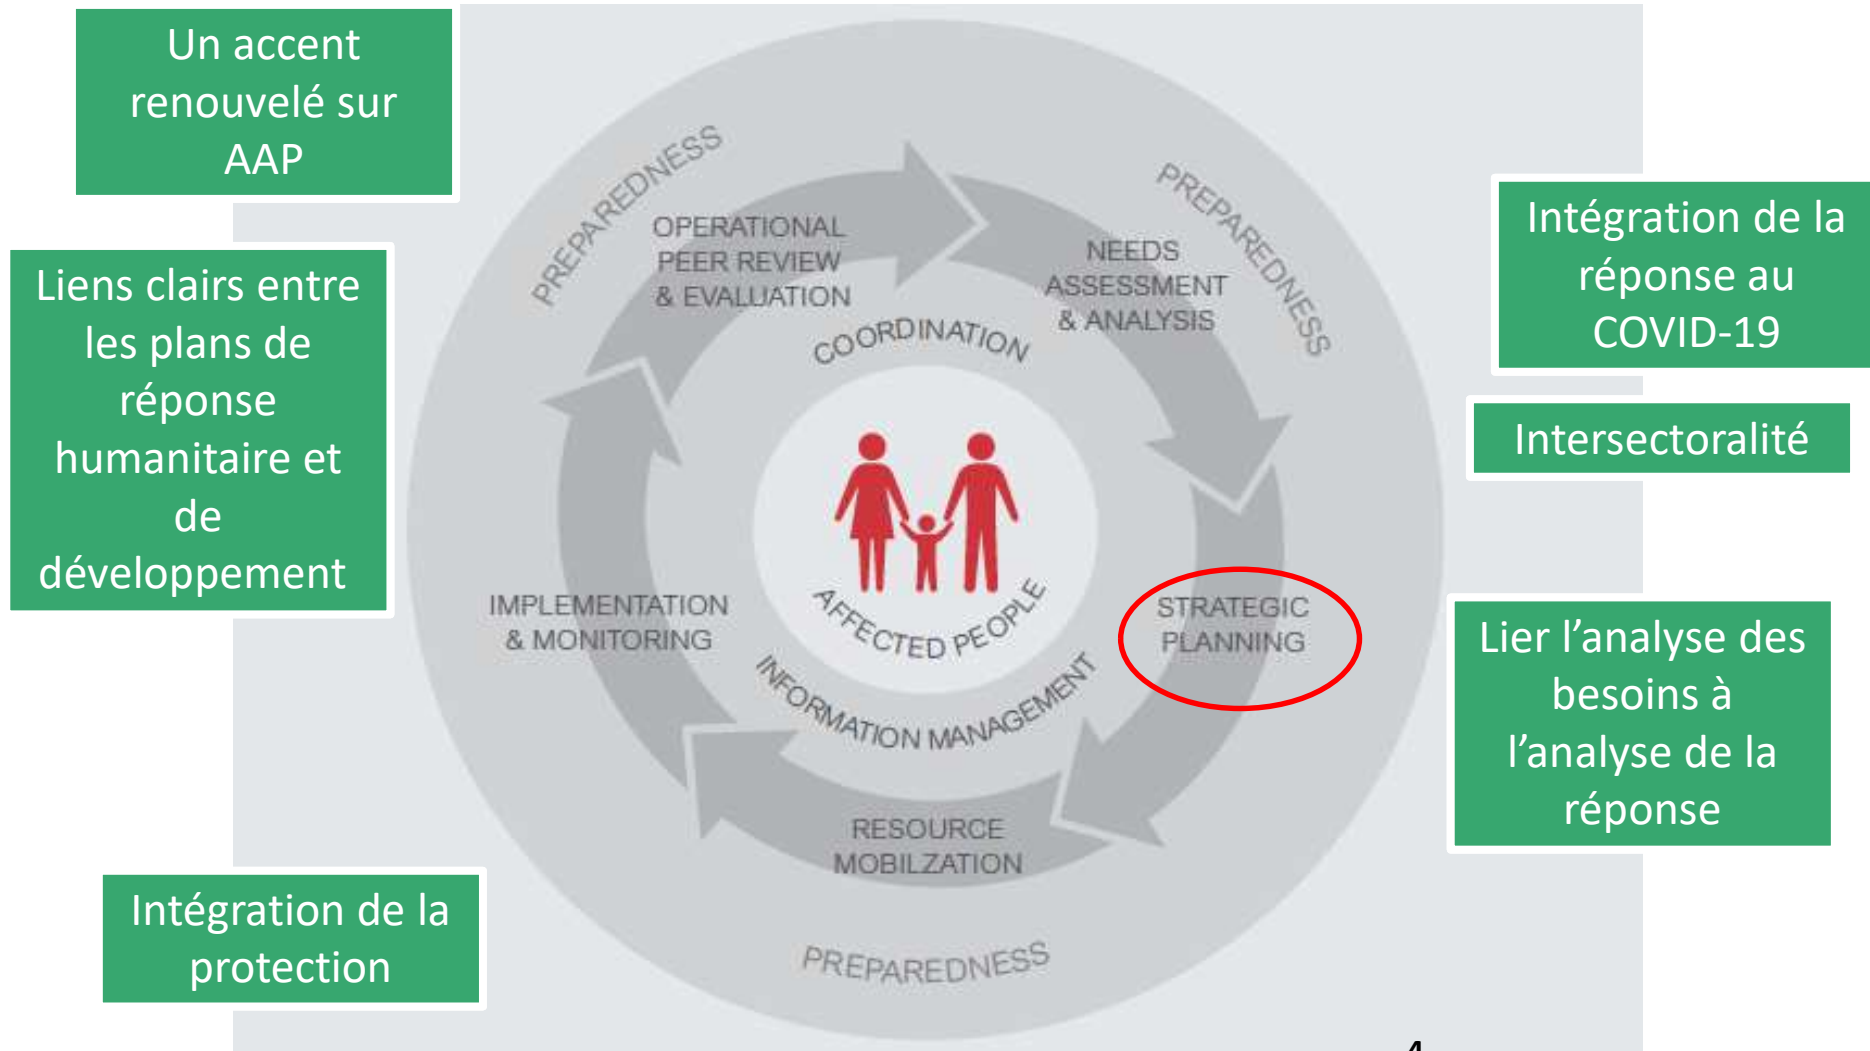 Un accent
renouvelé sur
AAP
Liens clairs entre
les plans de
réponse
humanitaire et
de
développement
Intégration de la
protection
PREPAREDNESS
PREPAREDNESS
OPERATIONAL
PEER REVIEW
& EVALUATION
NEEDS
ASSESSMENT
& ANALYSIS
COORDINATION
AFFECTED PEOPLE
INFORMATION MANAGEMENT
IMPLEMENTATION
& MONITORING
STRATEGIC
PLANNING
RESOURCE
MOBILZATION
PREPAREDNESS
Intégration de la
réponse au
COVID-19
Intersectoralité
Lier l’analyse des
besoins à
l’analyse de la
réponse